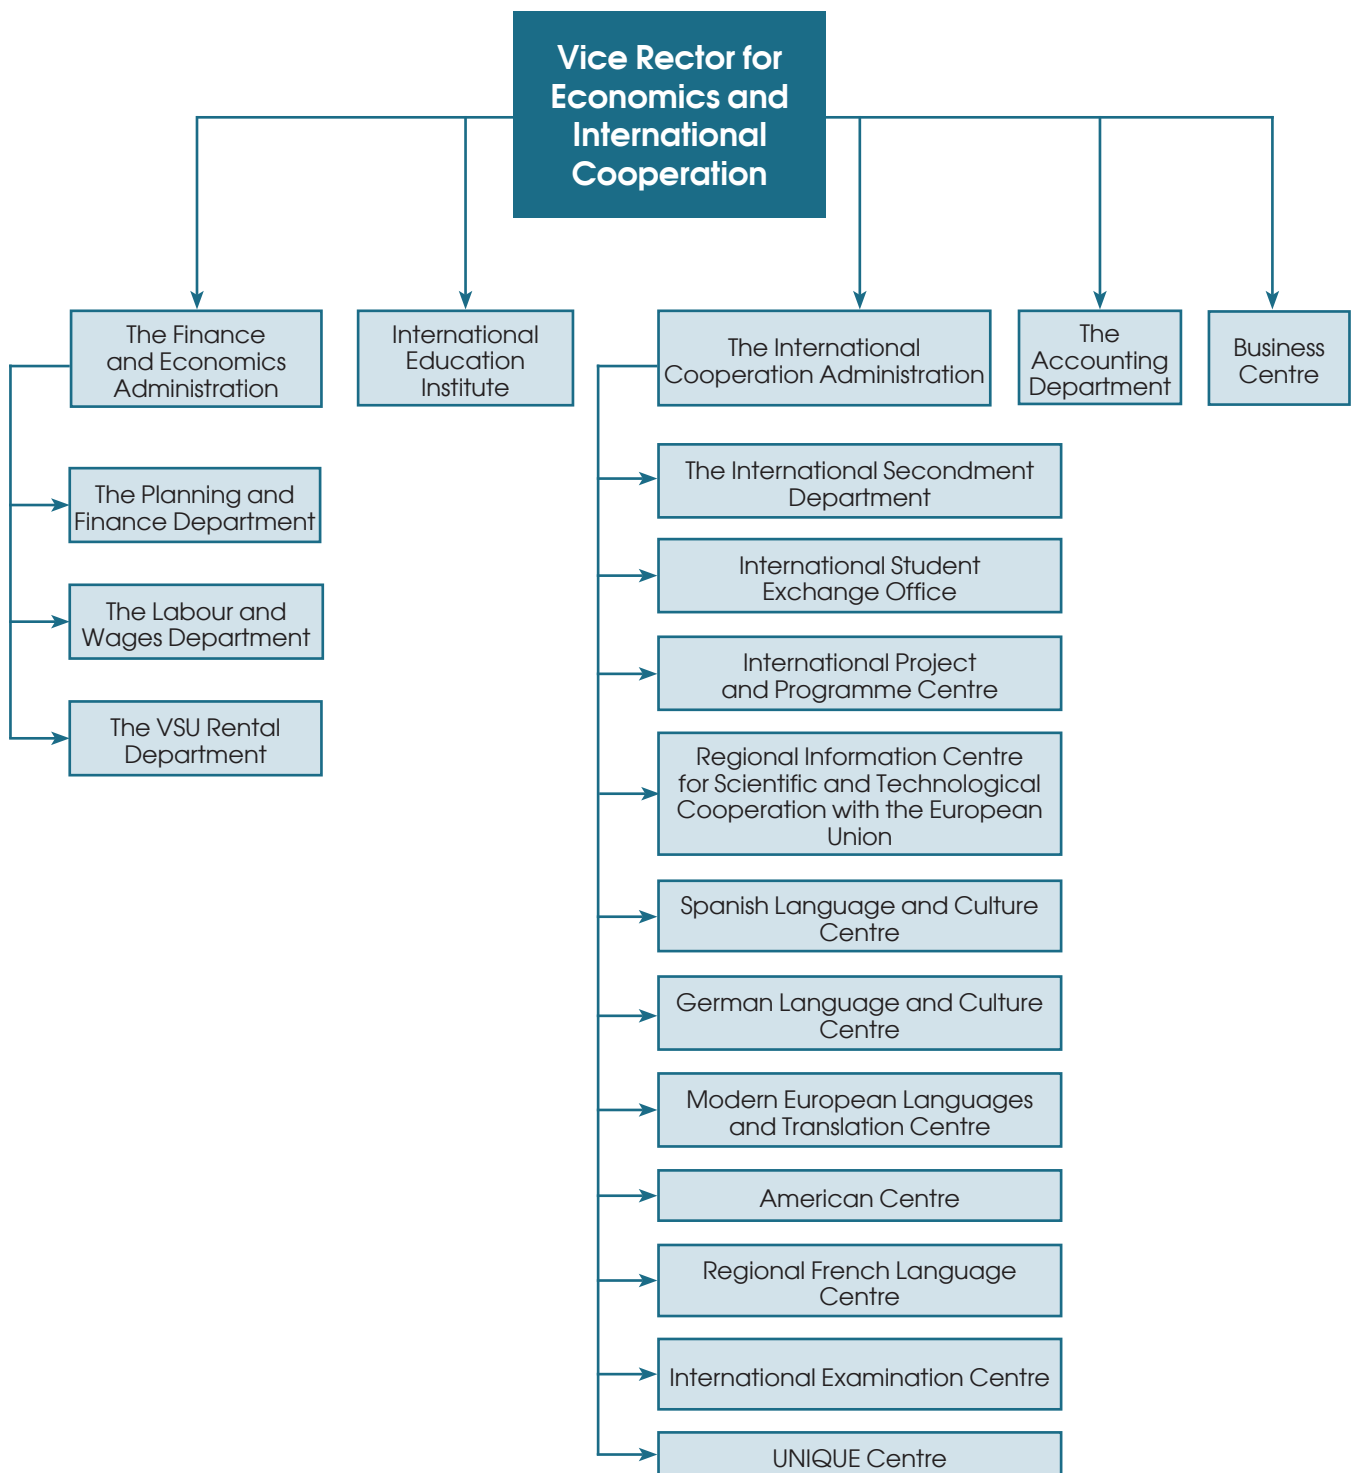 Vice Rector for
Economics and
International
Cooperation
The Finance
and Economics
Administration
International
Education
Institute
The International
Cooperation Administration
The
Accounting
Department
Business
Centre
The Planning and
Finance Department
The Labour and
Wages Department
The VSU Rental
Department
The International Secondment
Department
International Student
Exchange Office
International Project
and Programme Centre
Regional Information Centre
for Scientific and Technological
Cooperation with the European
Union
Spanish Language and Culture
Centre
German Language and Culture
Centre
Modern European Languages
and Translation Centre
American Centre
Regional French Language
Centre
International Examination Centre
UNIQUE Centre